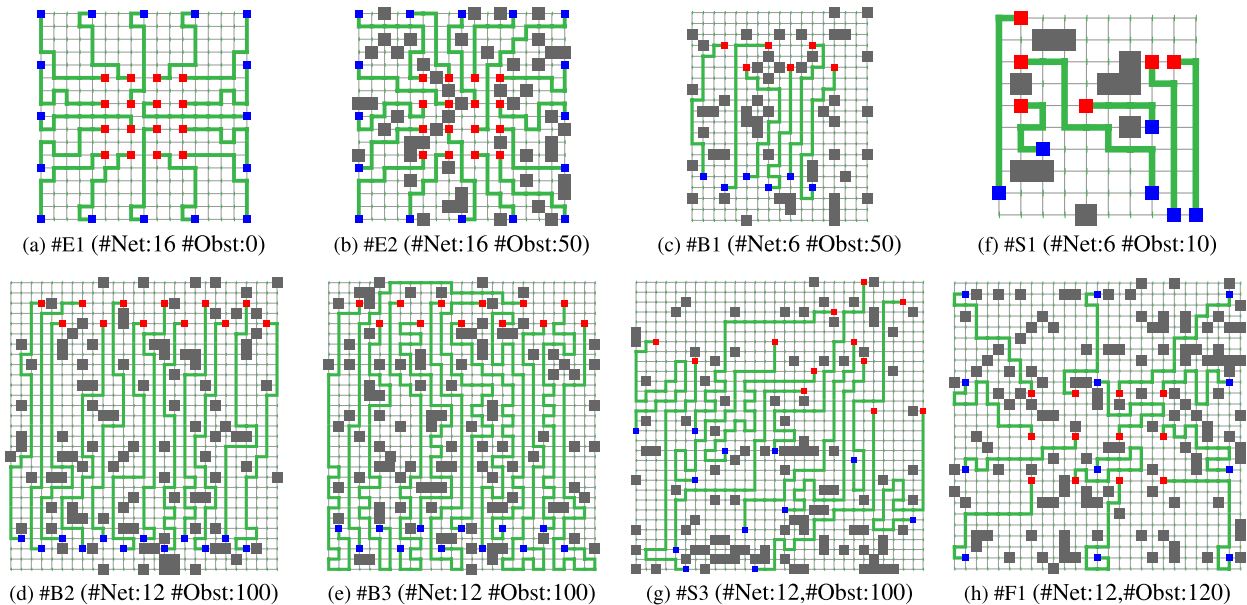 (a) #E1 (#Net:16 #Obst:0)
(b) #E2 (#Net:16 #Obst:50)
(c) #B1 (#Net:6 #Obst:50)
(f) #S1 (#Net:6 #Obst:10)
(d) #B2 (#Net:12 #Obst:100)
(e) #B3 (#Net:12 #Obst:100)
(g) #S3 (#Net:12,#Obst:100)
(h) #F1 (#Net:12,#Obst:120)